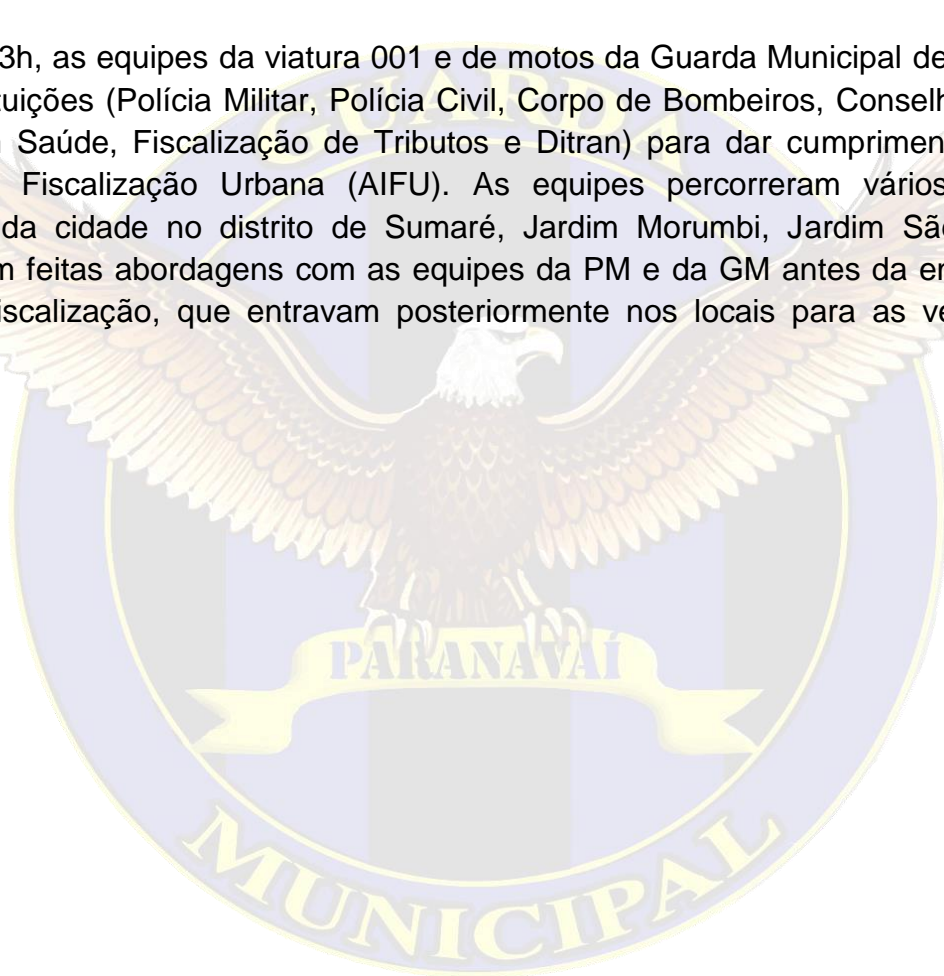 3h, as equipes da viatura 001 e de motos da Guarda Municipal de
tuições (Polícia Militar, Polícia Civil, Corpo de Bombeiros, Conselh
Saúde, Fiscalização de Tributos e Ditran) para dar cumprimen
Fiscalização Urbana (AIFU). As equipes percorreram vários
da cidade no distrito de Sumaré, Jardim Morumbi, Jardim Sã
m feitas abordagens com as equipes da PM e da GM antes da e
iscalização, que entravam posteriormente nos locais para as ve
GUARDA
PARANAVAÍ
MUNICIPAL